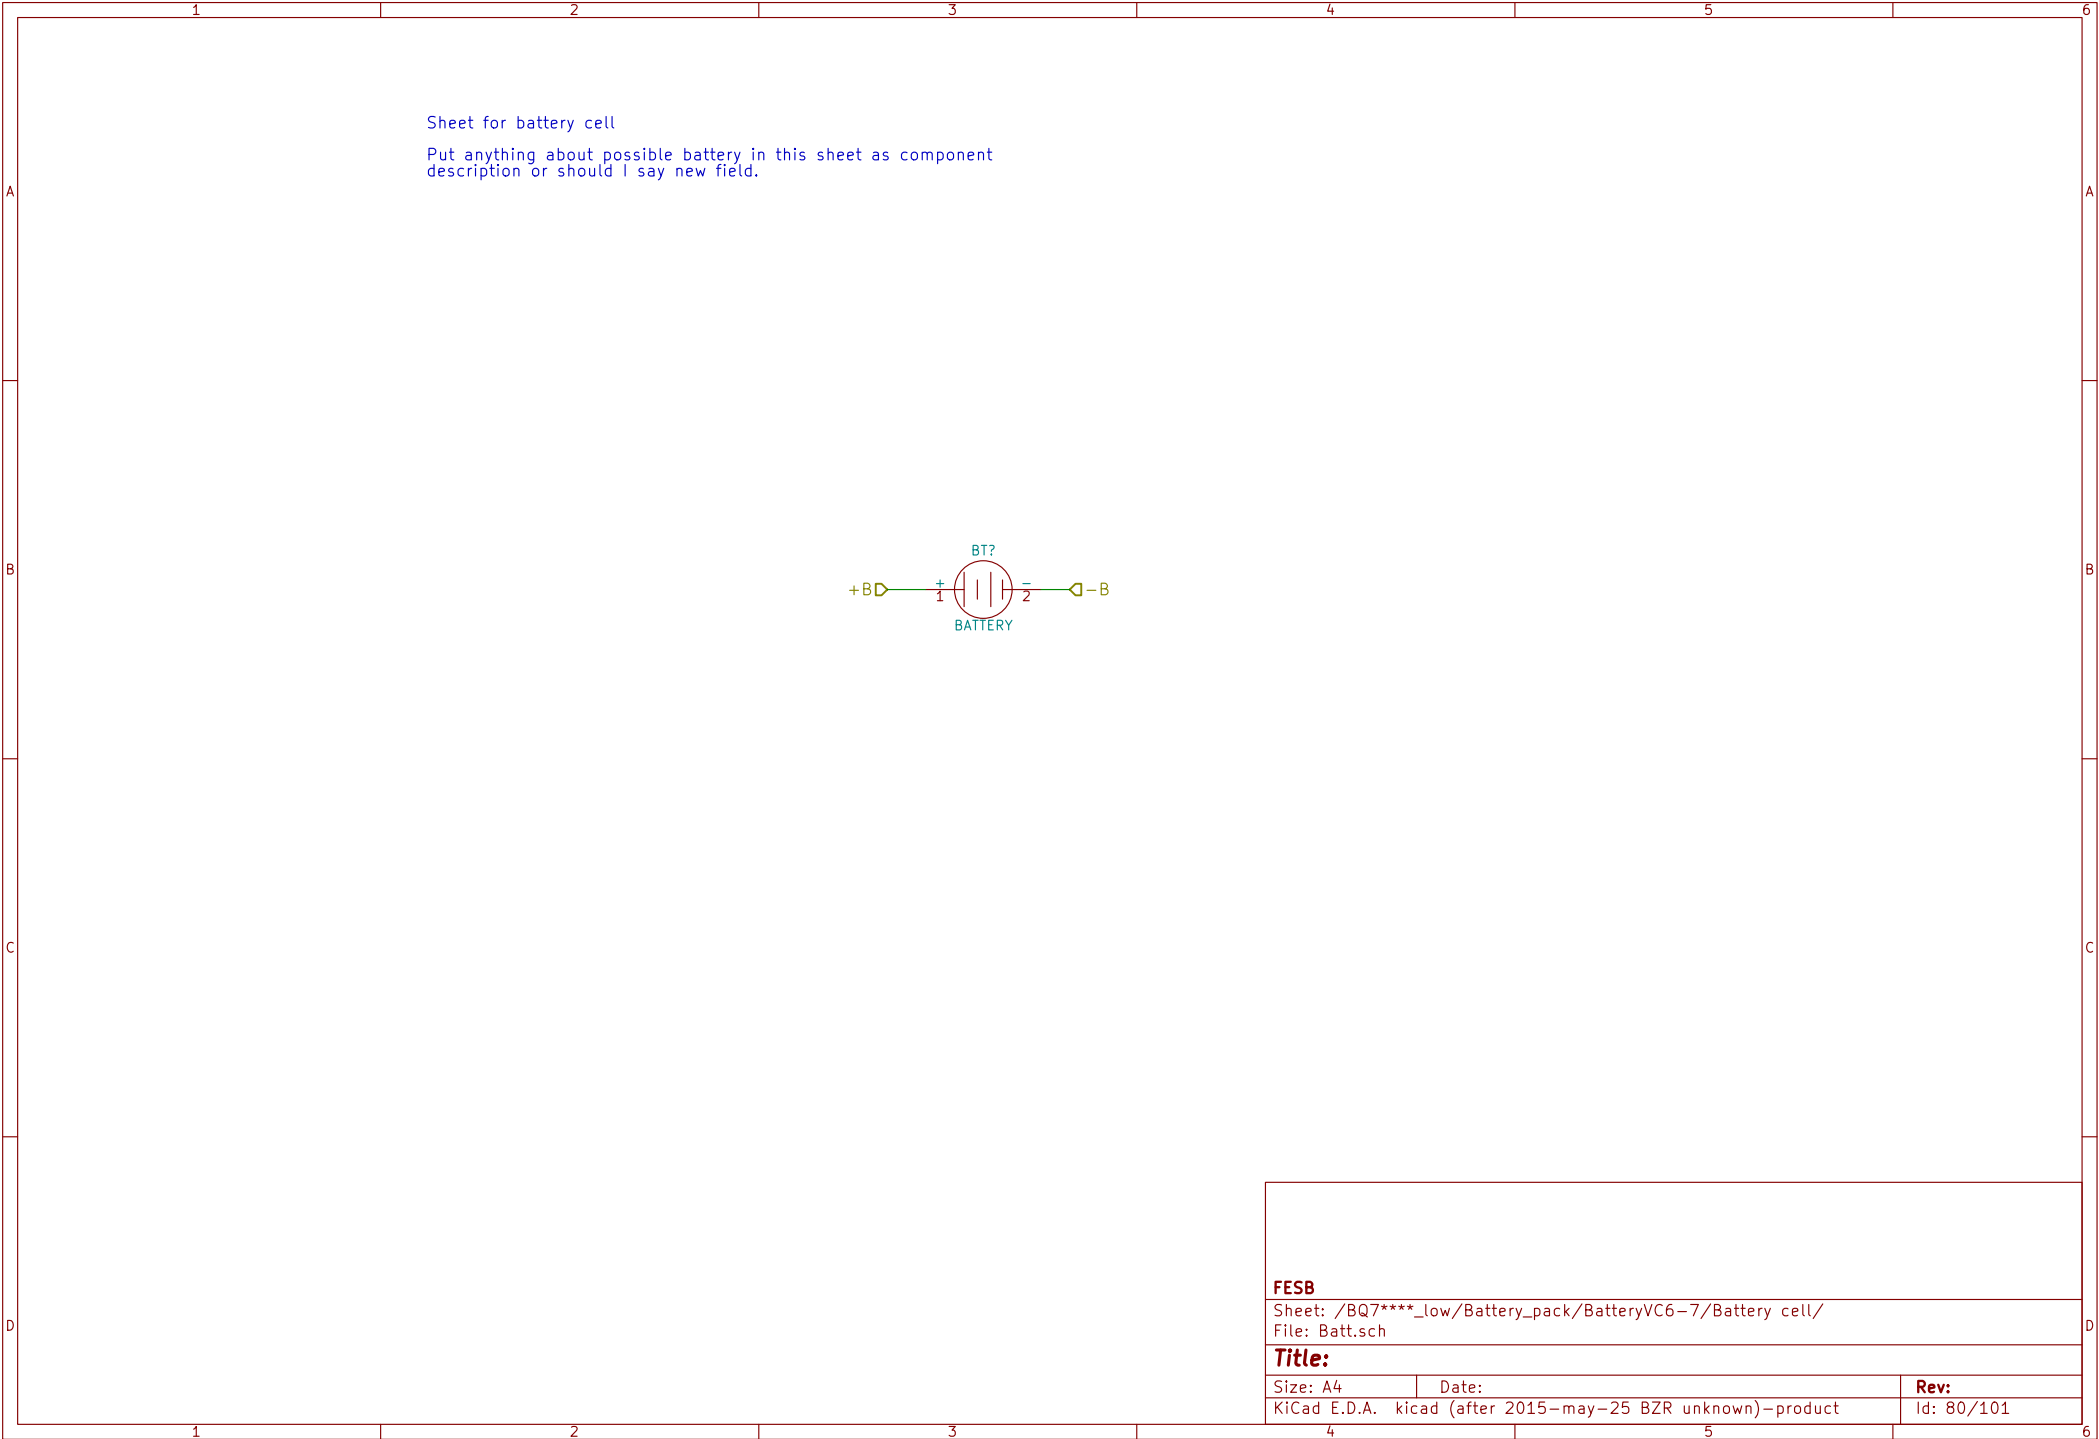 1 2 3 4 5 6
Sheet for battery cell
Put anything about possible battery in this sheet as component
description or should I say new field.
A A
BT?
B B
+B + 1 - 2 -B
BATTERY
C C
FESB
Sheet: /BQ7****_low/Battery_pack/BatteryVC6-7/Battery cell/
File: Batt.sch
D D
Title:
Size: A4 Date: Rev:
KiCad E.D.A. kicad (after 2015-may-25 BZR unknown)-product Id: 80/101
1 2 3 4 5 6